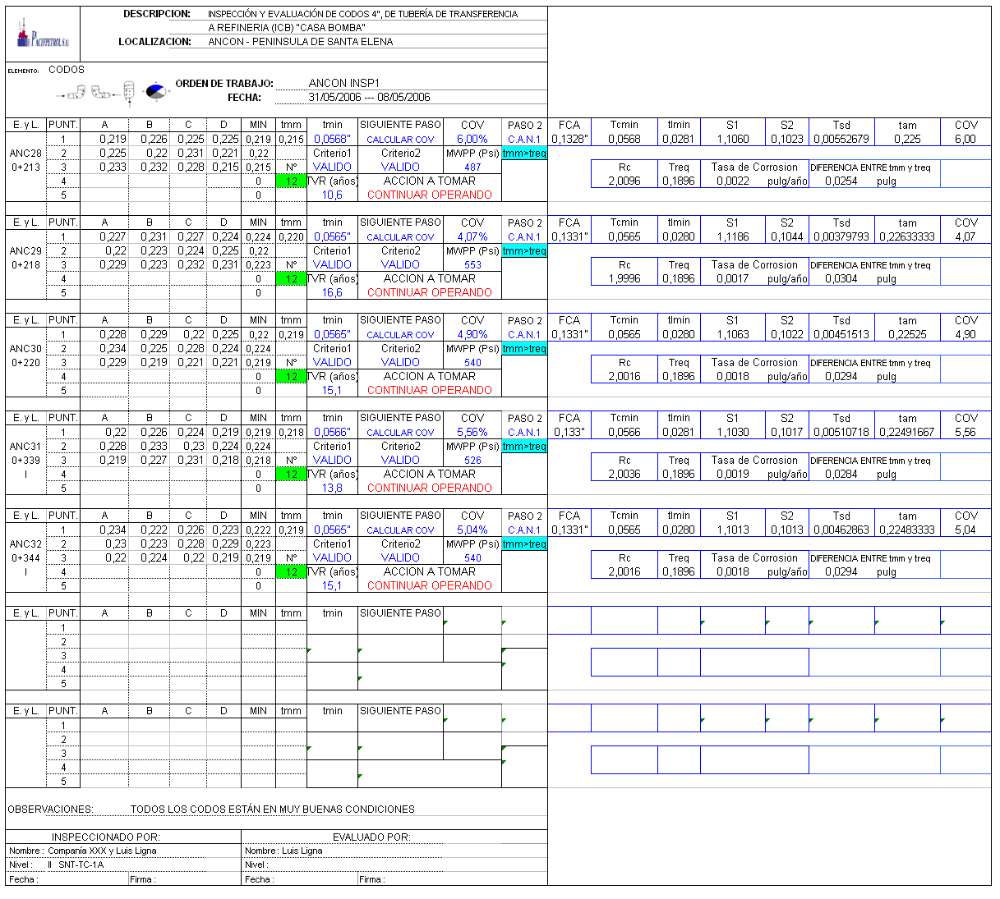 PACIFPETROL S.A.
DESCRIPCION: INSPECCIÓN Y EVALUACIÓN DE CODOS 4", DE TUBERÍA DE TRANSFERENCIA
A REFINERIA (ICB) "CASA BOMBA"
LOCALIZACION: ANCON - PENINSULA DE SANTA ELENA
ELEMENTO: CODOS
ORDEN DE TRABAJO: ANCON INSP1
FECHA: 31/05/2006 --- 08/05/2006
E. y L. PUNT. A B C D MIN tmm tmin SIGUIENTE PASO COV PASO 2 FCA Tcmin tlmin S1 S2 Tsd tam COV
1 0,219 0,226 0,225 0,225 0,219 0,215 0,0568" CALCULAR COV 6,00% C.A.N.1 0,1328" 0,0568 0,0281 1,1060 0,1023 0,00552679 0,225 6,00
ANC28 2 0,225 0,22 0,231 0,221 0,22 Criterio1 Criterio2 MWPP (Psi) tmm>treq
0+213 3 0,233 0,232 0,228 0,215 0,215 Nº VALIDO VALIDO 487 Rc Treq Tasa de Corrosion DIFERENCIA ENTRE tmm y treq
4 0 12 TVR (años) ACCION A TOMAR 2,0096 0,1896 0,0022 pulg/año 0,0254 pulg
5 0 10,6 CONTINUAR OPERANDO
E. y L. PUNT. A B C D MIN tmm tmin SIGUIENTE PASO COV PASO 2 FCA Tcmin tlmin S1 S2 Tsd tam COV
1 0,227 0,231 0,227 0,224 0,224 0,220 0,0565" CALCULAR COV 4,07% C.A.N.1 0,1331" 0,0565 0,0280 1,1186 0,1044 0,00379793 0,22633333 4,07
ANC29 2 0,22 0,223 0,224 0,225 0,22 Criterio1 Criterio2 MWPP (Psi) tmm>treq
0+218 3 0,229 0,223 0,232 0,231 0,223 Nº VALIDO VALIDO 553 Rc Treq Tasa de Corrosion DIFERENCIA ENTRE tmm y treq
4 0 12 TVR (años) ACCION A TOMAR 1,9996 0,1896 0,0017 pulg/año 0,0304 pulg
5 0 16,6 CONTINUAR OPERANDO
E. y L. PUNT. A B C D MIN tmm tmin SIGUIENTE PASO COV PASO 2 FCA Tcmin tlmin S1 S2 Tsd tam COV
1 0,228 0,229 0,22 0,225 0,22 0,219 0,0565" CALCULAR COV 4,90% C.A.N.1 0,1331" 0,0565 0,0280 1,1063 0,1022 0,00451513 0,22525 4,90
ANC30 2 0,234 0,225 0,228 0,224 0,224 Criterio1 Criterio2 MWPP (Psi) tmm>treq
0+220 3 0,229 0,219 0,221 0,221 0,219 Nº VALIDO VALIDO 540 Rc Treq Tasa de Corrosion DIFERENCIA ENTRE tmm y treq
4 0 12 TVR (años) ACCION A TOMAR 2,0016 0,1896 0,0018 pulg/año 0,0294 pulg
5 0 15,1 CONTINUAR OPERANDO
E. y L. PUNT. A B C D MIN tmm tmin SIGUIENTE PASO COV PASO 2 FCA Tcmin tlmin S1 S2 Tsd tam COV
1 0,22 0,226 0,224 0,219 0,219 0,218 0,0566" CALCULAR COV 5,56% C.A.N.1 0,133" 0,0566 0,0281 1,1030 0,1017 0,00510718 0,22491667 5,56
ANC31 2 0,228 0,233 0,23 0,224 0,224 Criterio1 Criterio2 MWPP (Psi) tmm>treq
0+339 3 0,219 0,227 0,231 0,218 0,218 Nº VALIDO VALIDO 526 Rc Treq Tasa de Corrosion DIFERENCIA ENTRE tmm y treq
I 4 0 12 TVR (años) ACCION A TOMAR 2,0036 0,1896 0,0019 pulg/año 0,0284 pulg
5 0 13,8 CONTINUAR OPERANDO
E. y L. PUNT. A B C D MIN tmm tmin SIGUIENTE PASO COV PASO 2 FCA Tcmin tlmin S1 S2 Tsd tam COV
1 0,234 0,222 0,226 0,223 0,222 0,219 0,0565" CALCULAR COV 5,04% C.A.N.1 0,1331" 0,0565 0,0280 1,1013 0,1013 0,00462863 0,22483333 5,04
ANC32 2 0,23 0,223 0,228 0,229 0,223 Criterio1 Criterio2 MWPP (Psi) tmm>treq
0+344 3 0,22 0,224 0,22 0,219 0,219 Nº VALIDO VALIDO 540 Rc Treq Tasa de Corrosion DIFERENCIA ENTRE tmm y treq
I 4 0 12 TVR (años) ACCION A TOMAR 2,0016 0,1896 0,0018 pulg/año 0,0294 pulg
5 0 15,1 CONTINUAR OPERANDO
E. y L. PUNT. A B C D MIN tmm tmin SIGUIENTE PASO
1
2
3
4
5
E. y L. PUNT. A B C D MIN tmm tmin SIGUIENTE PASO
1
2
3
4
5
OBSERVACIONES: TODOS LOS CODOS ESTÁN EN MUY BUENAS CONDICIONES
INSPECCIONADO POR: EVALUADO POR:
Nombre : Companía XXX y Luis Ligna Nombre : Luis Ligna
Nivel : II SNT-TC-1A Nivel :
Fecha : Firma : Fecha : Firma :